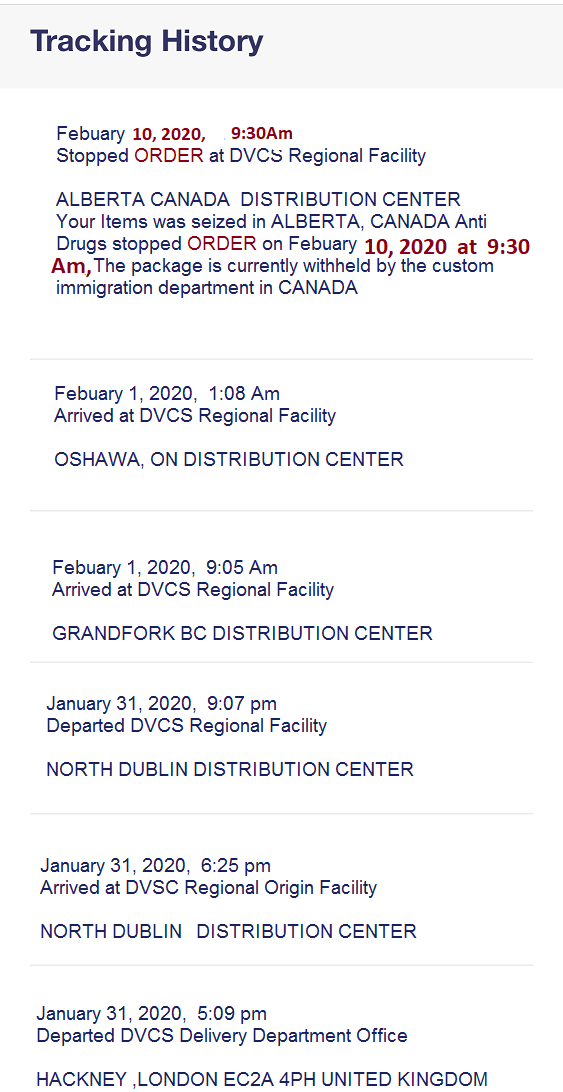 Tracking History
Febuary 10, 2020, 9:30Am
Stopped ORDER at DVCS Regional Facility
ALBERTA CANADA DISTRIBUTION CENTER
Your Items was seized in ALBERTA, CANADA Anti
Drugs stopped ORDER on Febuary 10, 2020 at 9:30
Am,The package is currently withheld by the custom
immigration department in CANADA
Febuary 1, 2020, 1:08 Am
Arrived at DVCS Regional Facility
OSHAWA, ON DISTRIBUTION CENTER
Febuary 1, 2020, 9:05 Am
Arrived at DVCS Regional Facility
GRANDFORK BC DISTRIBUTION CENTER
January 31, 2020, 9:07 pm
Departed DVCS Regional Facility
NORTH DUBLIN DISTRIBUTION CENTER
January 31, 2020, 6:25 pm
Arrived at DVSC Regional Origin Facility
NORTH DUBLIN DISTRIBUTION CENTER
January 31, 2020, 5:09 pm
Departed DVCS Delivery Department Office
HACKNEY ,LONDON EC2A 4PH UNITED KINGDOM